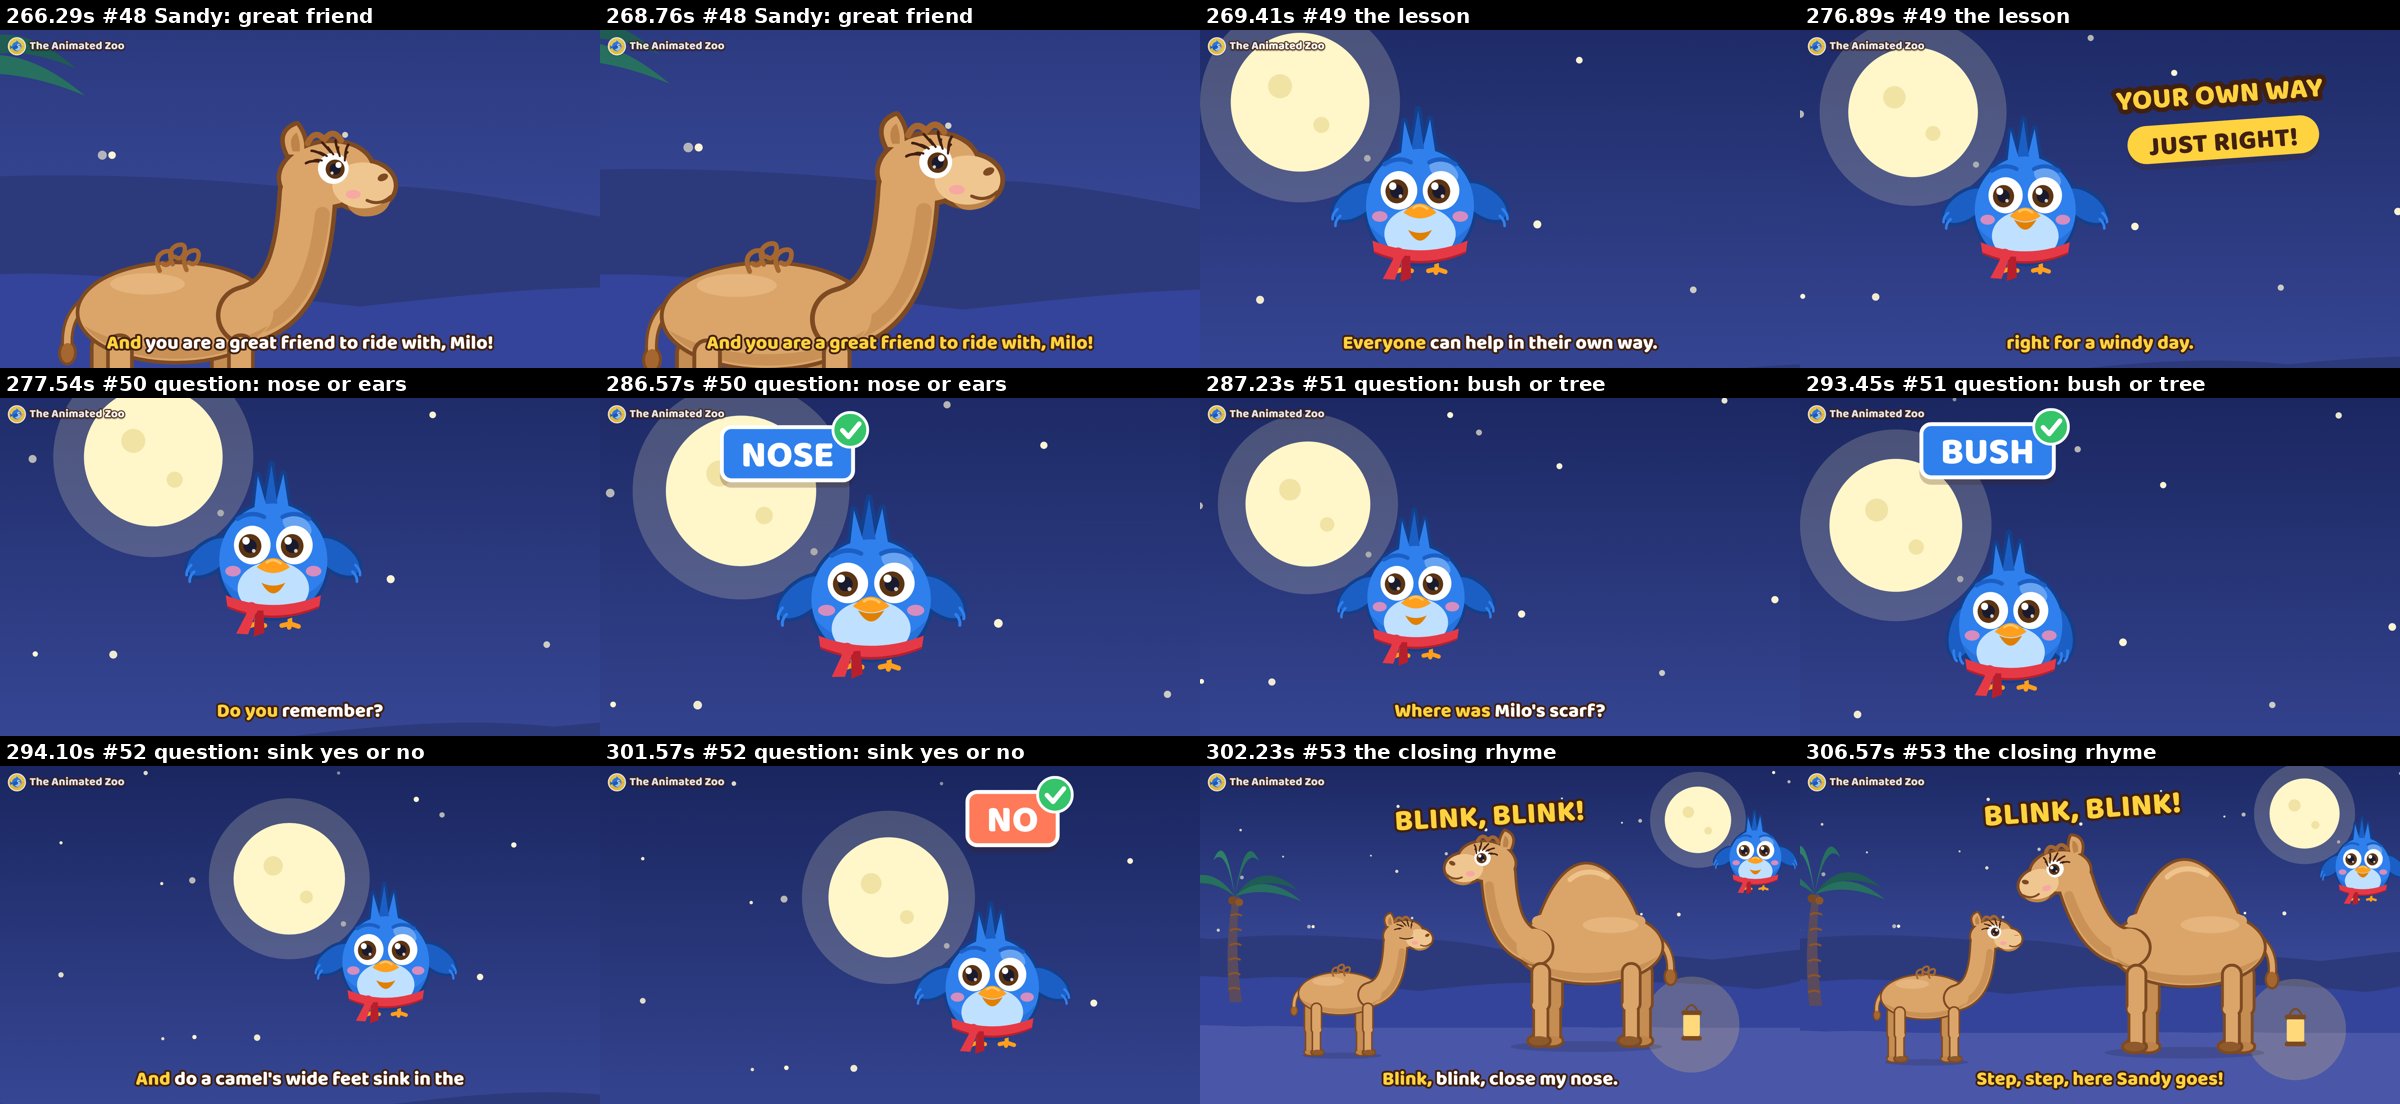 266.29s #48 Sandy: great friend
The Animated Zoo
And you are a great friend to ride with, Milo!
268.76s #48 Sandy: great friend
The Animated Zoo
And you are a great friend to ride with, Milo!
269.41s #49 the lesson
The Animated Zoo
Everyone can help in their own way.
276.89s #49 the lesson
The Animated Zoo
YOUR OWN WAY
JUST RIGHT!
right for a windy day.
277.54s #50 question: nose or ears
The Animated Zoo
Do you remember?
286.57s #50 question: nose or ears
The Animated Zoo
NOSE
287.23s #51 question: bush or tree
The Animated Zoo
Where was Milo's scarf?
293.45s #51 question: bush or tree
The Animated Zoo
BUSH
294.10s #52 question: sink yes or no
The Animated Zoo
And do a camel's wide feet sink in the
301.57s #52 question: sink yes or no
The Animated Zoo
NO
302.23s #53 the closing rhyme
The Animated Zoo
BLINK, BLINK!
Blink, blink, close my nose.
306.57s #53 the closing rhyme
The Animated Zoo
BLINK, BLINK!
Step, step, here Sandy goes!